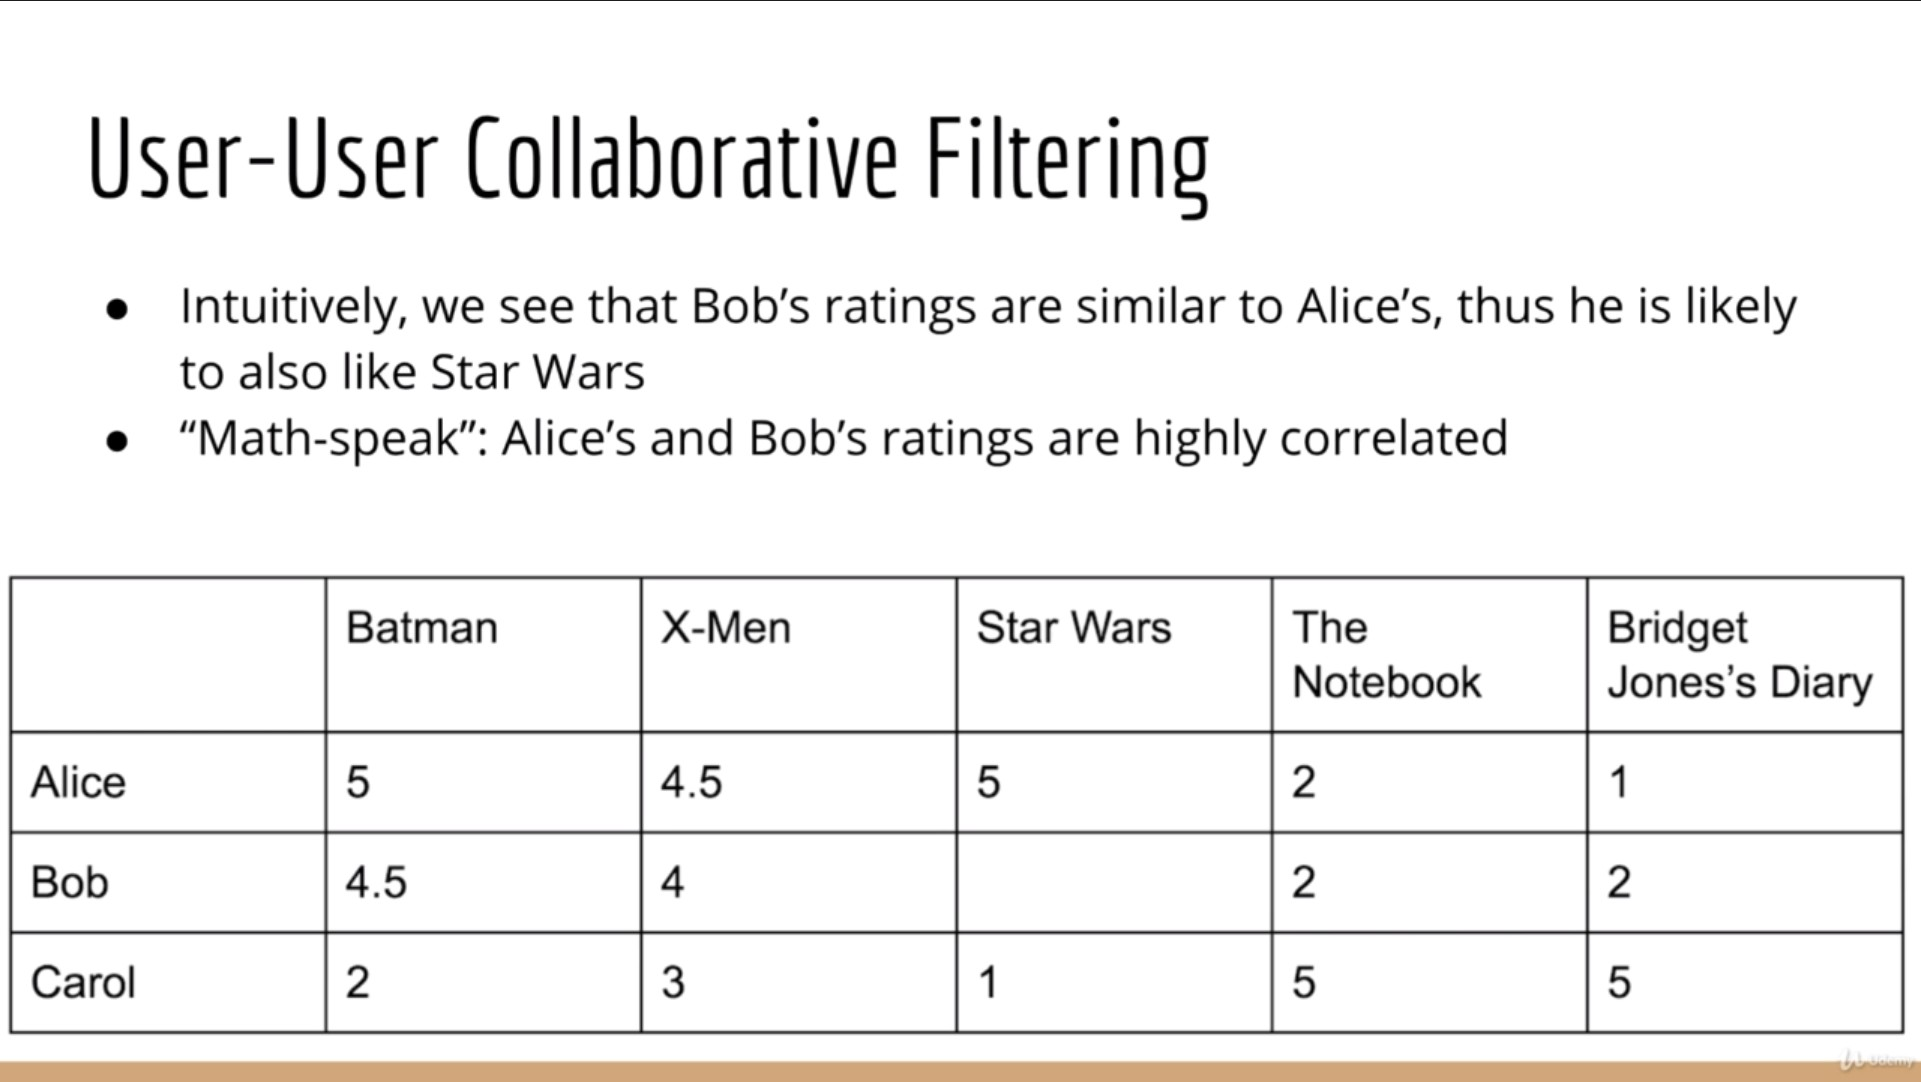 User-User Collaborative Filtering
● Intuitively, we see that Bob’s ratings are similar to Alice’s, thus he is likely
to also like Star Wars
● “Math-speak”: Alice’s and Bob’s ratings are highly correlated
Batman X-Men Star Wars The Notebook Bridget Jones’s Diary
Alice 5 4.5 5 2 1
Bob 4.5 4 2 2
Carol 2 3 1 5 5
Udemy